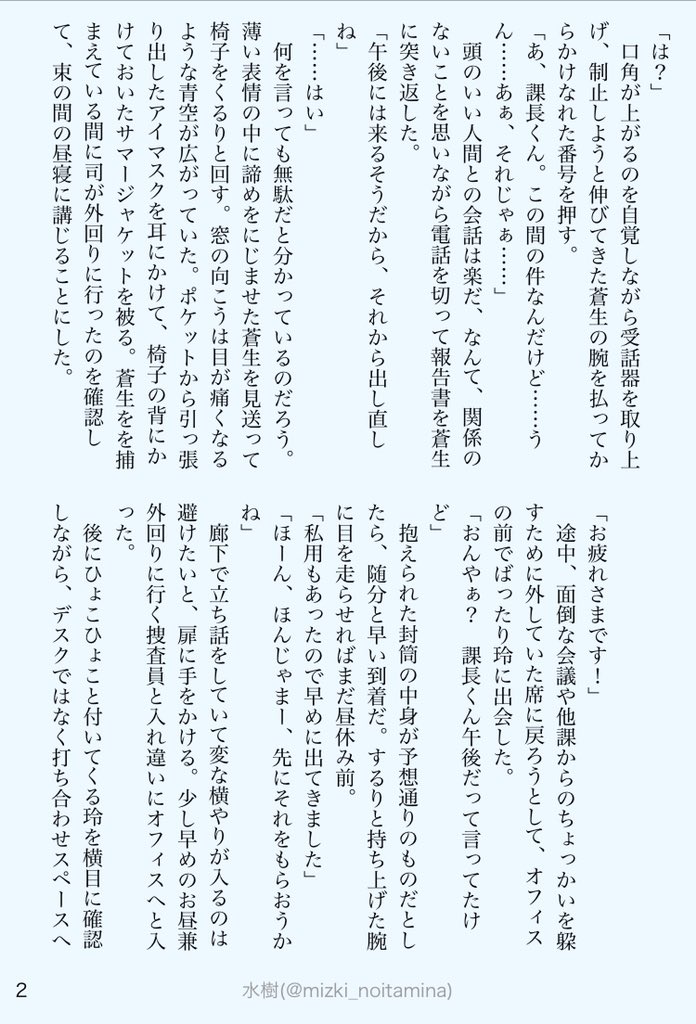 「は？」
　口角が上がるのを自覚しながら受話器を取り上
げ、制止しようと伸びてきた蒼生の腕を払ってか
らかけなれた番号を押す。
「あ、課長くん。この間の件なんだけど……う
ん……あぁ、それじゃぁ……」
　頭のいい人間との会話は楽だ、なんて、関係の
ないことを思いながら電話を切って報告書を蒼生
に突き返した。
「午後には来るそうだから、それから出し直し
ね」
「……はい」
　何を言っても無駄だと分かっているのだろう。
薄い表情の中に諦めをにじませた蒼生を見送って
椅子をくるりと回す。窓の向こうは目が痛くなる
ような青空が広がっていた。ポケットから引っ張
り出したアイマスクを耳にかけて、椅子の背にか
けておいたサマージャケットを被る。蒼生をを捕
まえている間に司が外回りに行ったのを確認し
て、束の間の昼寝に講じることにした。
「お疲れさまです！」
　途中、面倒な会議や他課からのちょっかいを躱
すために外していた席に戻ろうとして、オフィス
の前でばったり玲に出会した。
「おんやぁ？　課長くん午後だって言ってたけ
ど」
　抱えられた封筒の中身が予想通りのものだとし
たら、随分と早い到着だ。するりと持ち上げた腕
に目を走らせればまだ昼休み前。
「私用もあったので早めに出てきました」
「ほーん、ほんじゃまー、先にそれをもらおうか
ね」
　廊下で立ち話をしていて変な横やりが入るのは
避けたいと、扉に手をかける。少し早めのお昼兼
外回りに行く捜査員と入れ違いにオフィスへと入
った。
　後にひょこひょこと付いてくる玲を横目に確認
しながら、デスクではなく打ち合わせスペースへ
水樹(@mizki_noitamina)
2